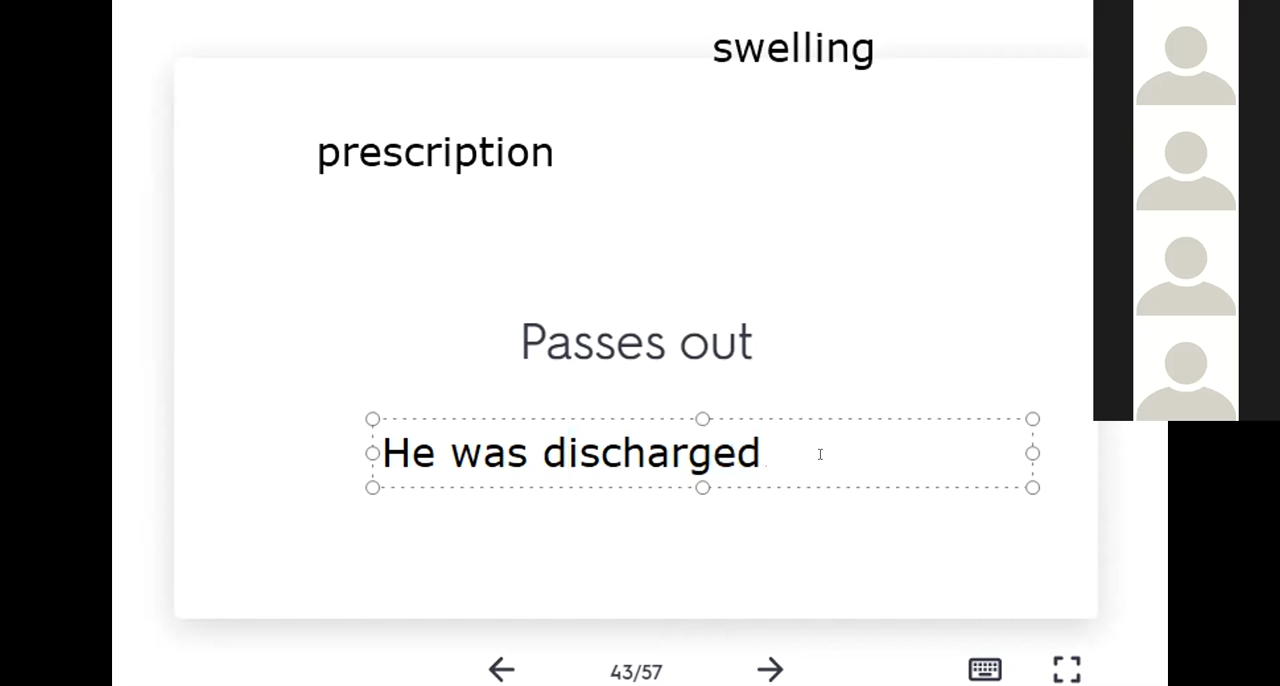 swelling
prescription
Passes out
He was discharged
43/57